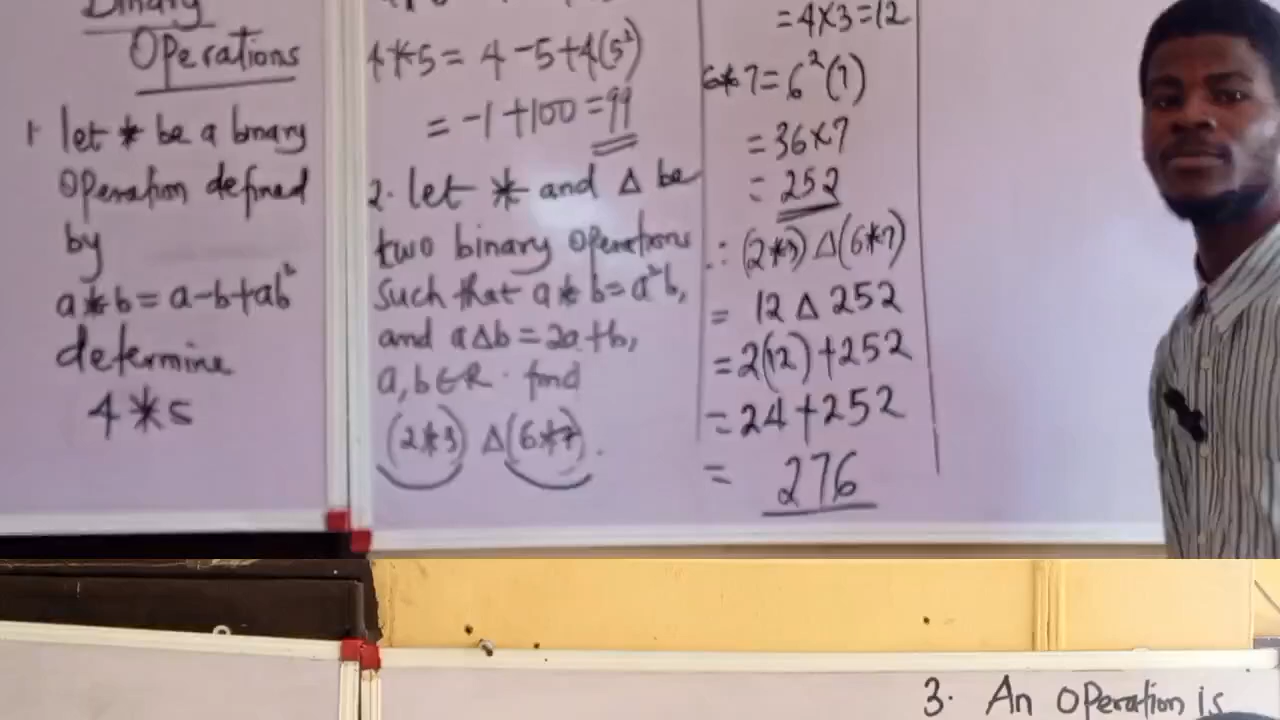 Binary
Operations
1. let * be a binary
Operation defined
by
a*b = a-b+ab²
determine
4*5
4*5 = 4-5+4(5²)
= -1+100=99
2. let * and Δ be
two binary Operations
Such that a*b=a²b,
and aΔb=2a+b,
a,b∈R. find
(2*3) Δ(6*7).
=4×3=12
6*7=6²(7)
=36×7
= 252
∴ (2*3)Δ(6*7)
= 12 Δ 252
=2(12)+252
=24+252
= 276
3. An Operation is